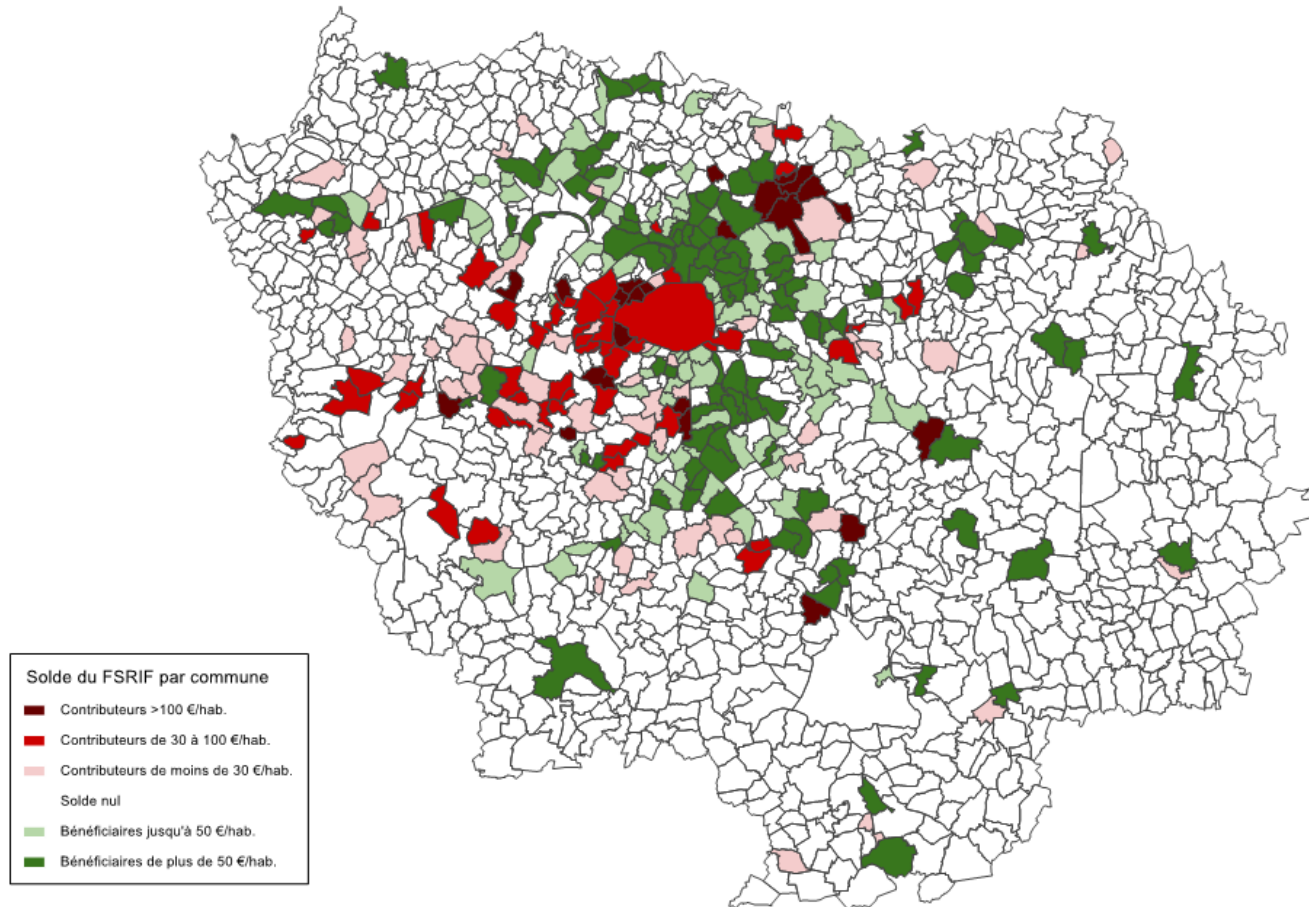 Solde du FSRIF par commune
Contributeurs >100 €/hab.
Contributeurs de 30 à 100 €/hab.
Contributeurs de moins de 30 €/hab.
Solde nul
Bénéficiaires jusqu'à 50 €/hab.
Bénéficiaires de plus de 50 €/hab.